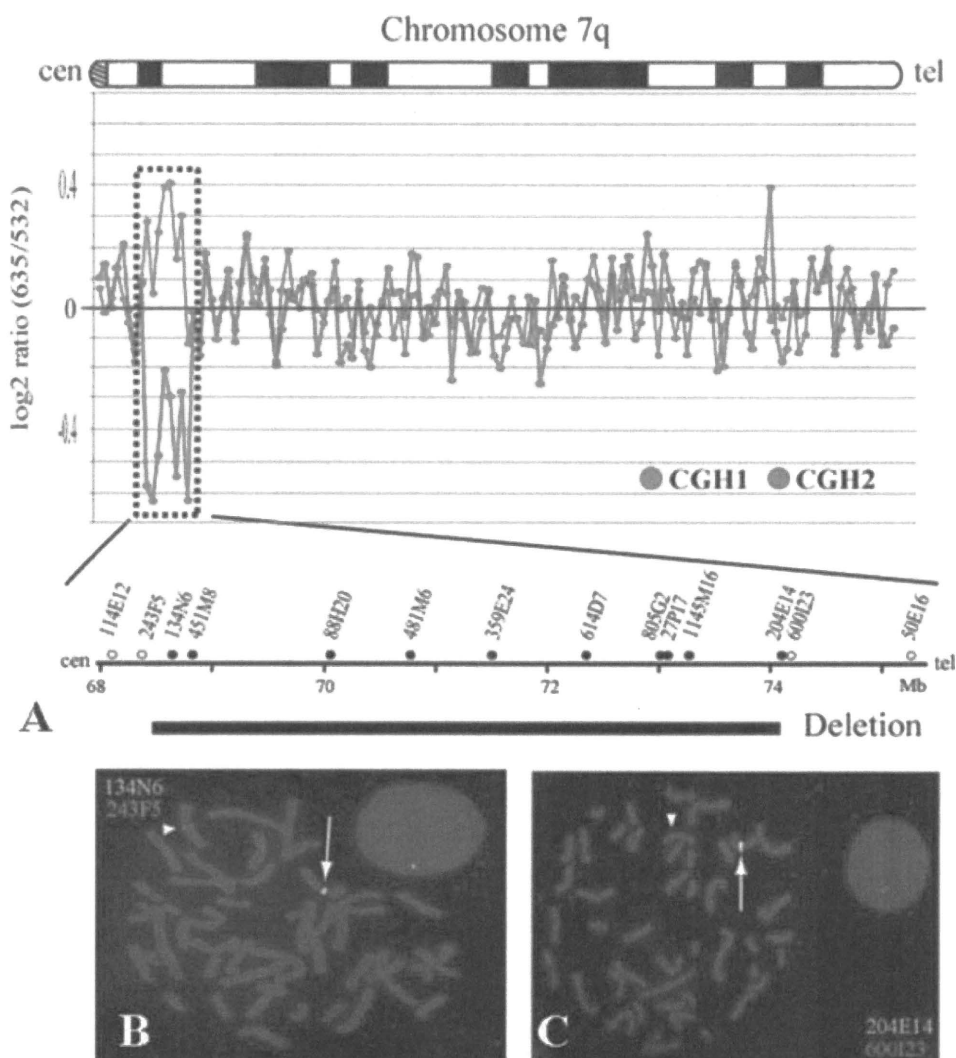 Chromosome 7q
cen
tel
log2 ratio (635/532)
0.4
0
-0.4
CGH1
CGH2
114E12
243F5
134N6
451M8
88H20
481M6
359E24
614D7
805G2
27P17
1145M16
204E14
600I23
50E16
cen
tel
68
70
72
74
Mb
A
Deletion
134N6
243F5
B
C
204E14
600I23